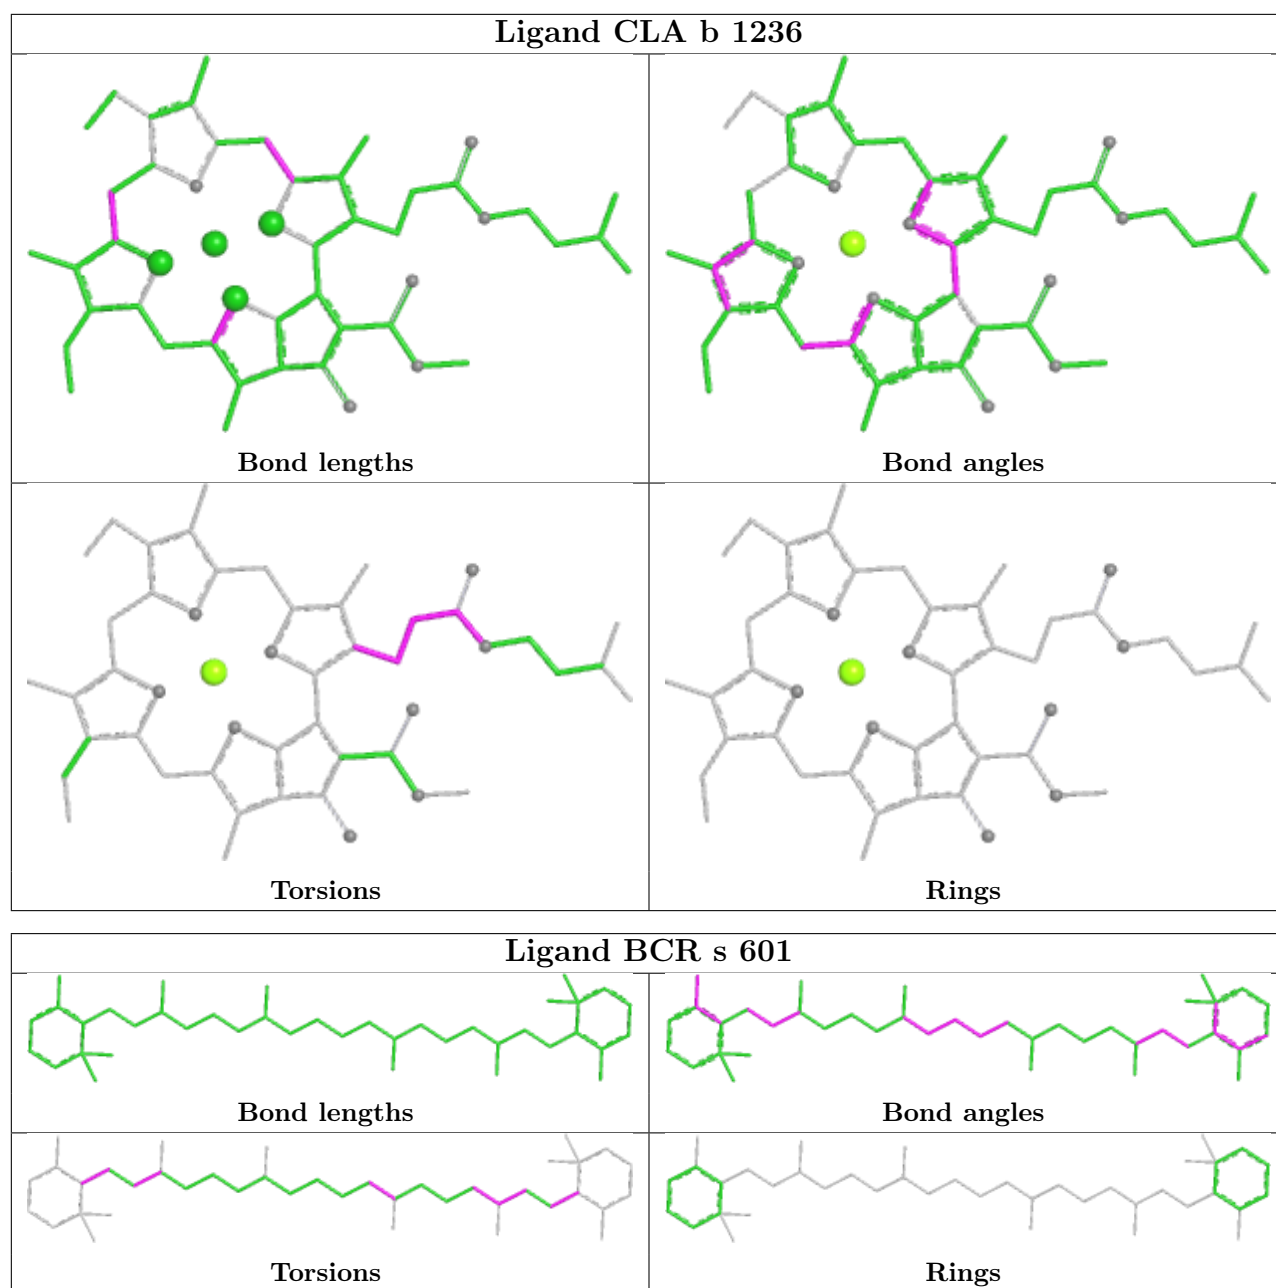 Ligand CLA b 1236
Bond lengths
Bond angles
Torsions
Rings
Ligand BCR s 601
Bond lengths
Bond angles
Torsions
Rings